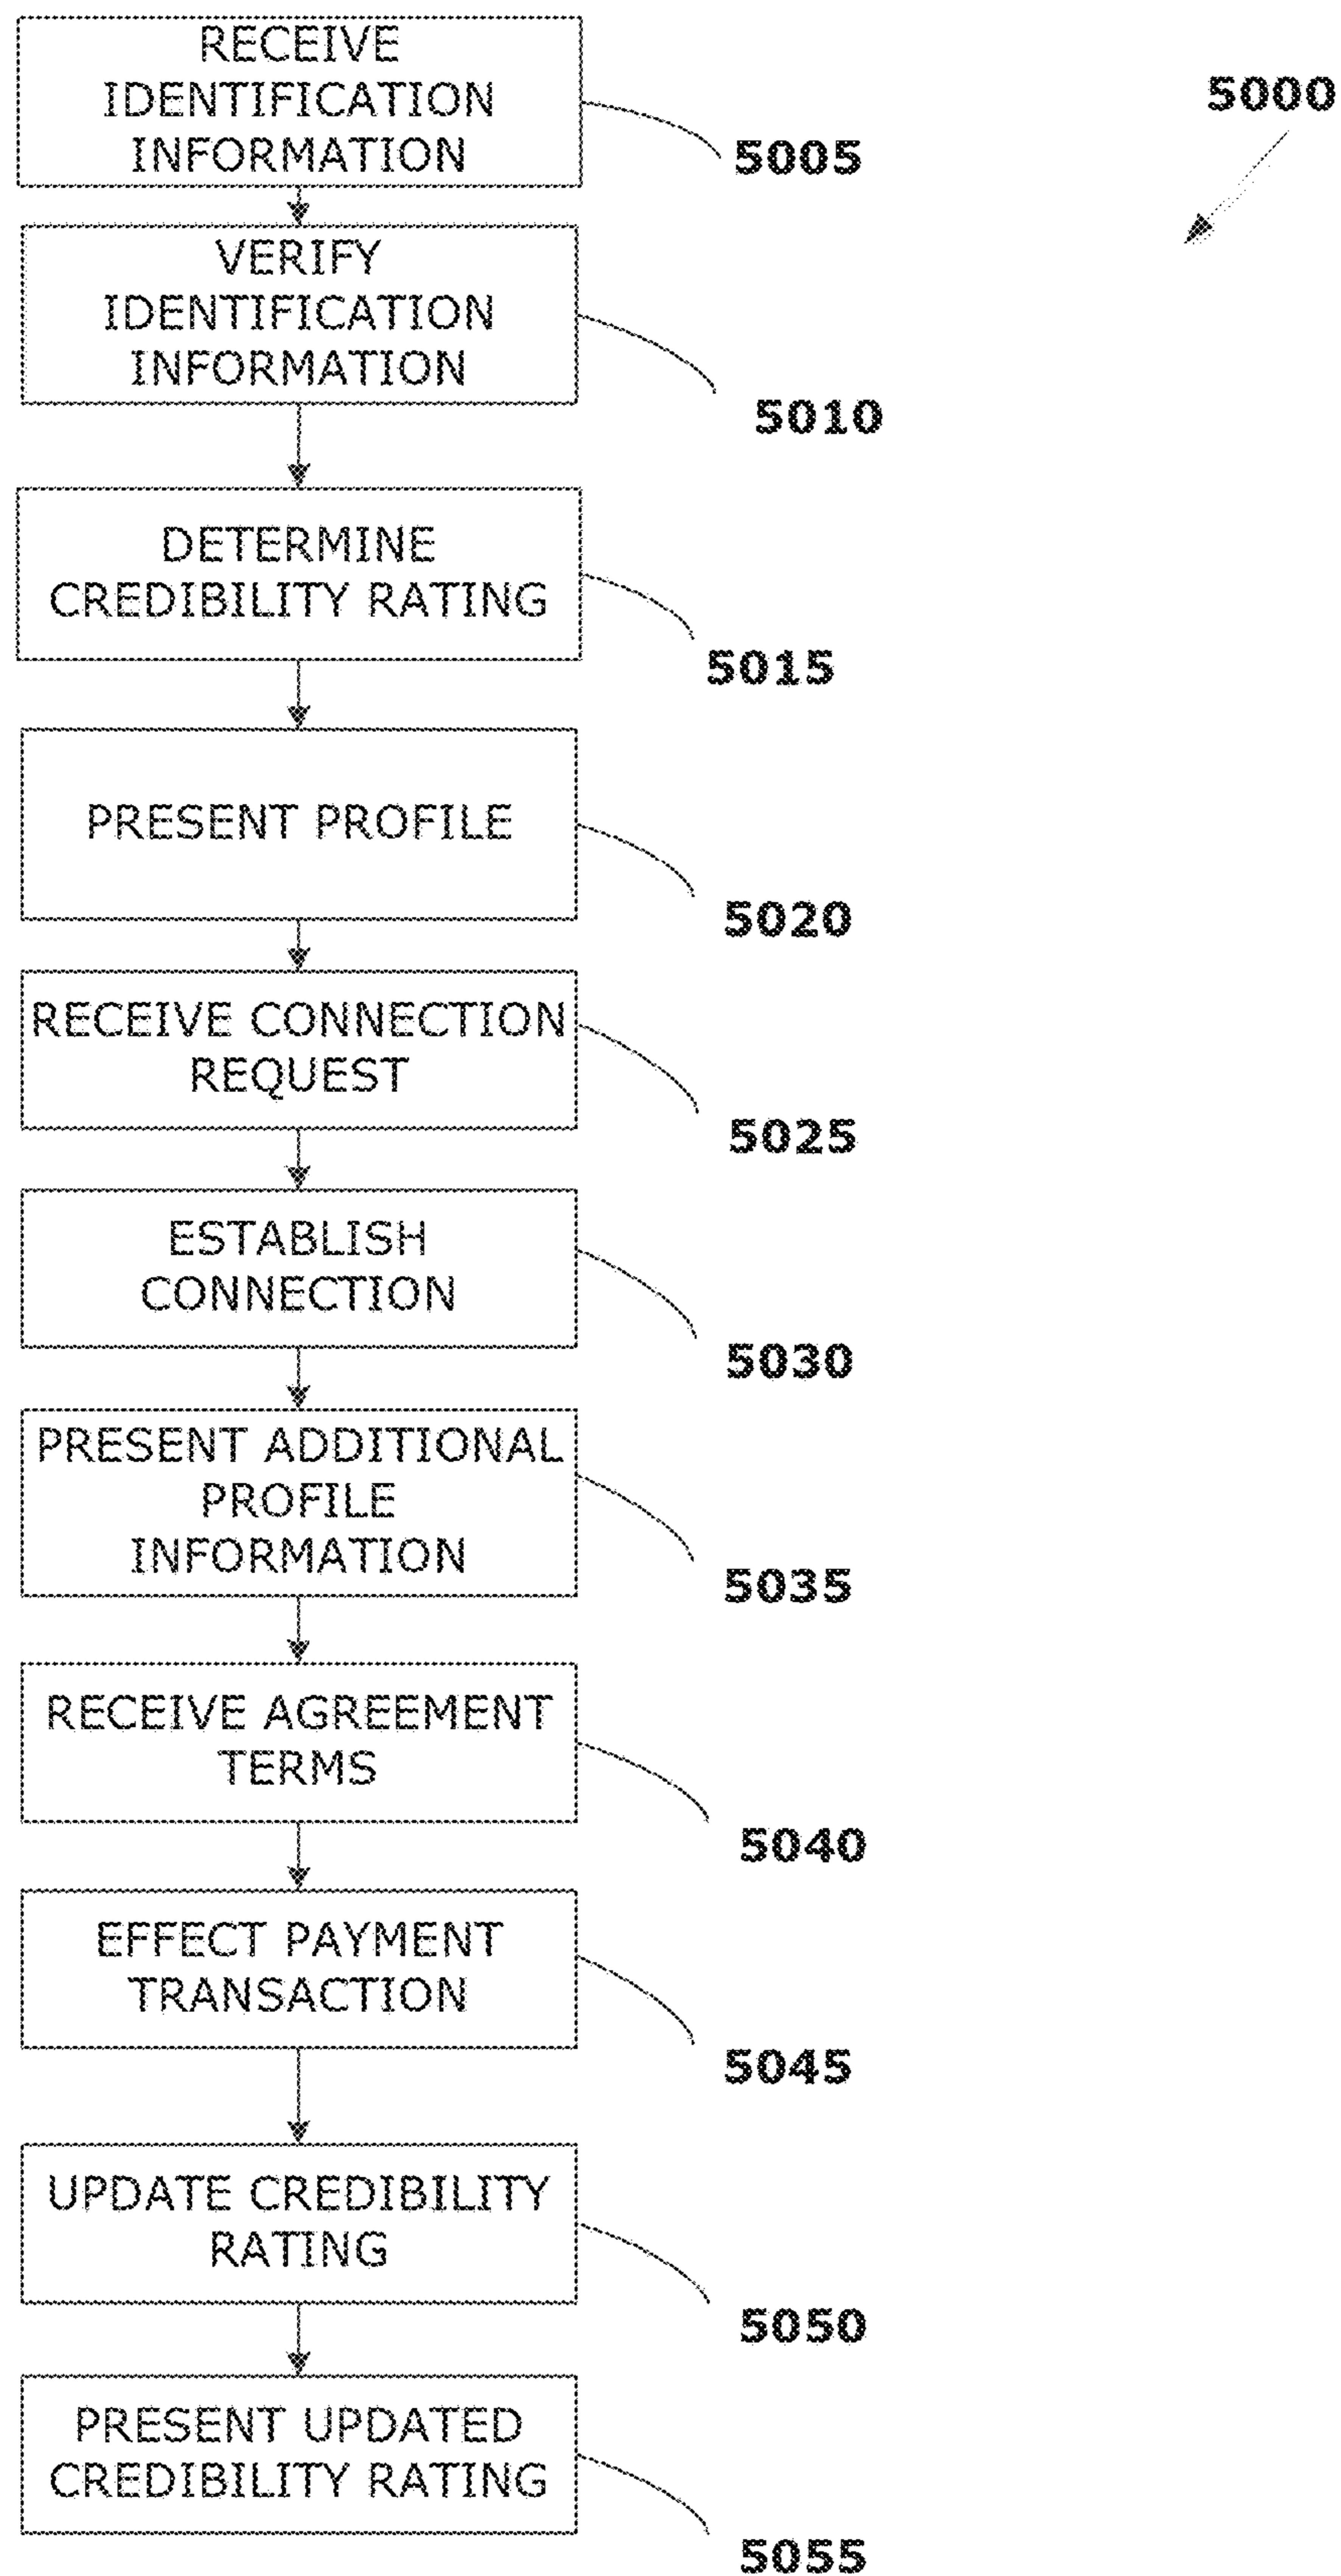 RECEIVE
IDENTIFICATION
INFORMATION
5000
5005
VERIFY
IDENTIFICATION
INFORMATION
5010
DETERMINE
CREDIBILITY RATING
5015
PRESENT PROFILE
5020
RECEIVE CONNECTION
REQUEST
5025
ESTABLISH
CONNECTION
5030
PRESENT ADDITIONAL
PROFILE
INFORMATION
5035
RECEIVE AGREEMENT
TERMS
5040
EFFECT PAYMENT
TRANSACTION
5045
UPDATE CREDIBILITY
RATING
5050
PRESENT UPDATED
CREDIBILITY RATING
5055